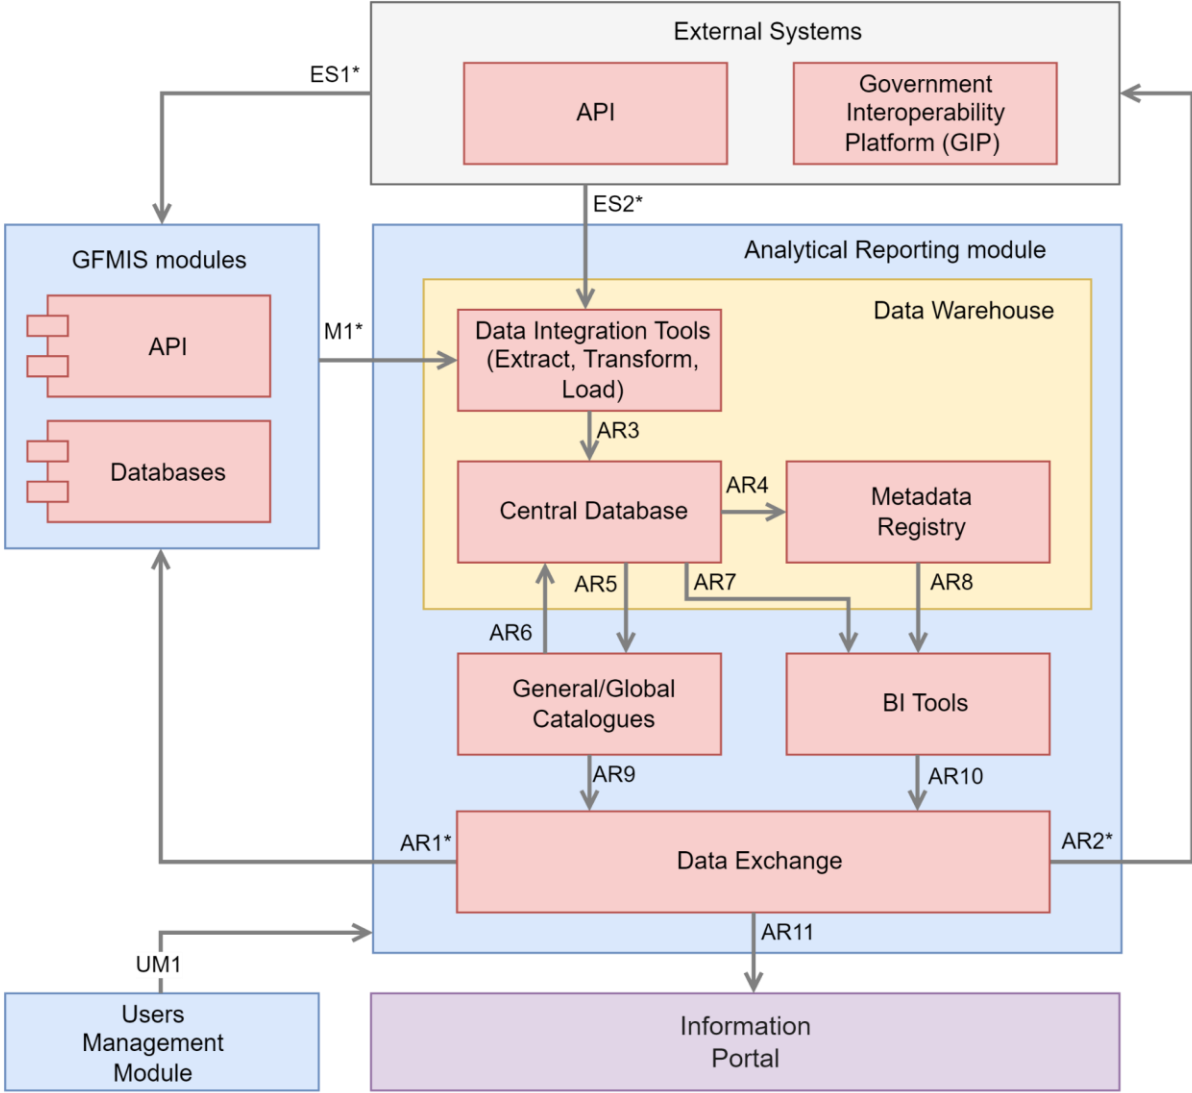 External Systems
API
Government
Interoperability
Platform (GIP)
ES1*
ES2*
GFMIS modules
API
Databases
M1*
Analytical Reporting module
Data Warehouse
Data Integration Tools
(Extract, Transform,
Load)
AR3
Central Database
AR4
Metadata
Registry
AR5
AR7
AR8
AR6
General/Global
Catalogues
BI Tools
AR9
AR10
AR1*
Data Exchange
AR2*
AR11
UM1
Users
Management
Module
Information
Portal